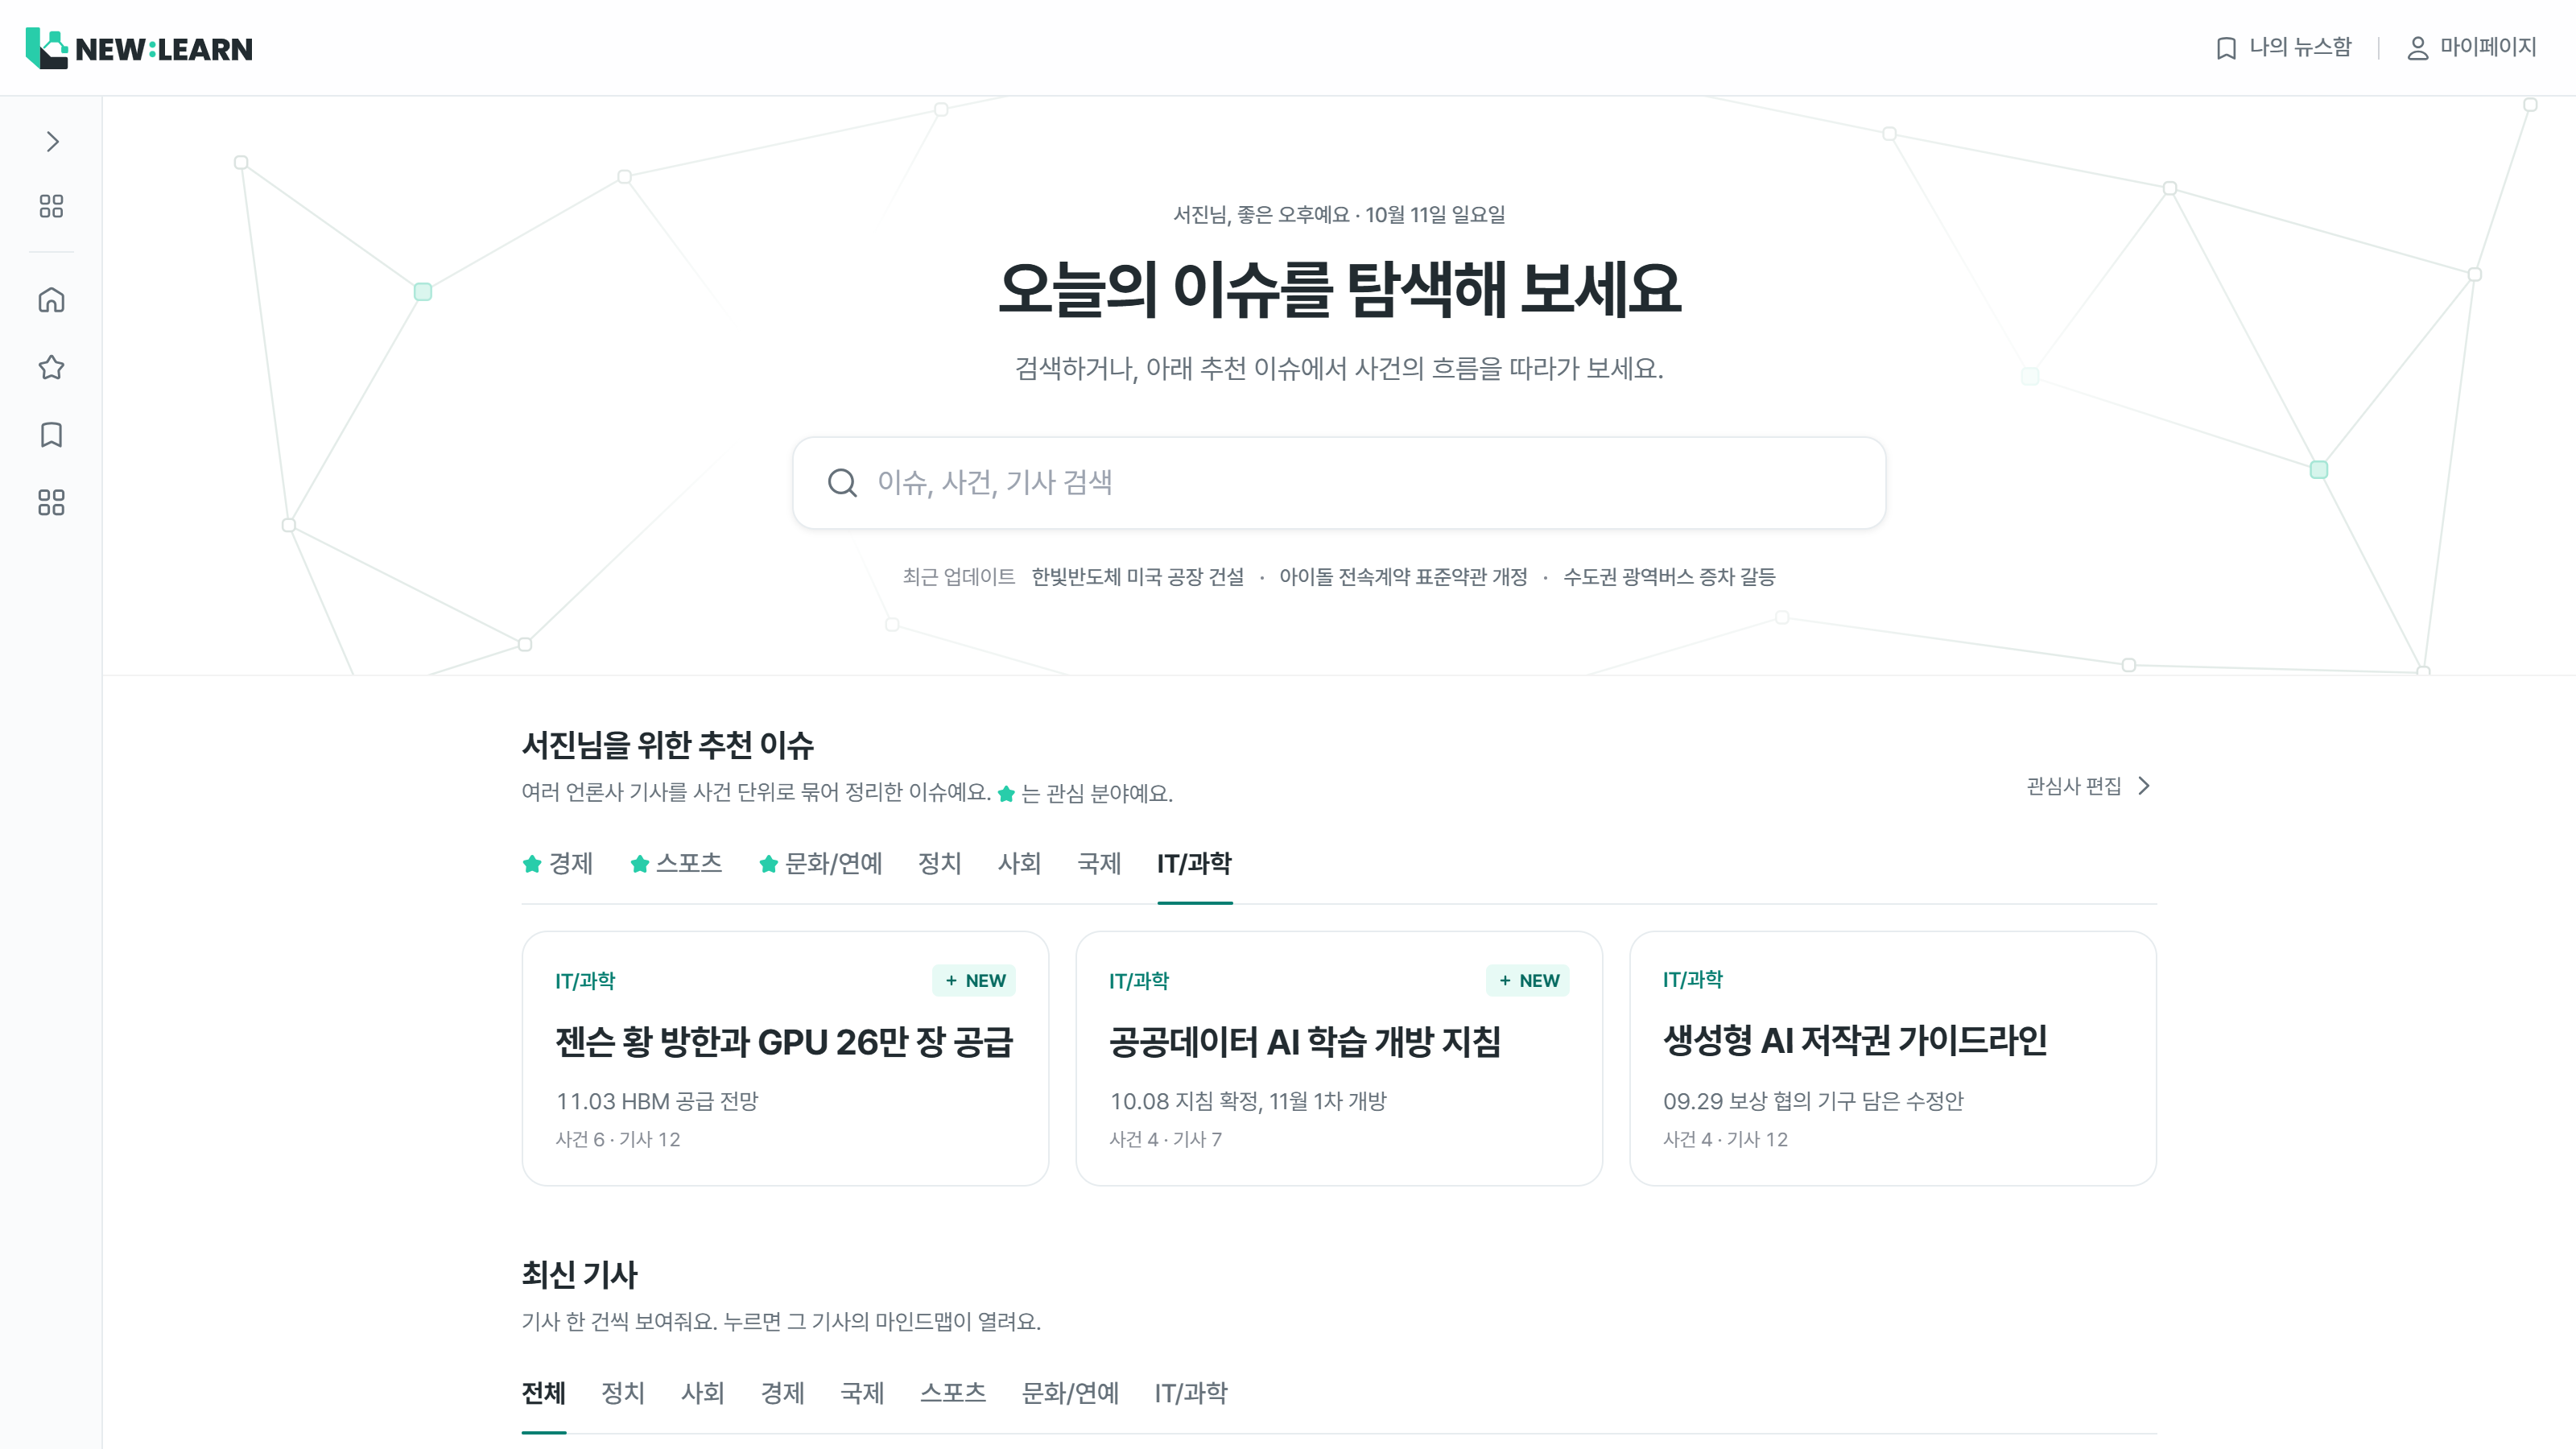 NEW:LEARN
나의 뉴스함
마이페이지
서진님, 좋은 오후예요 · 10월 11일 일요일
오늘의 이슈를 탐색해 보세요
검색하거나, 아래 추천 이슈에서 사건의 흐름을 따라가 보세요.
이슈, 사건, 기사 검색
최근 업데이트 한빛반도체 미국 공장 건설 · 아이돌 전속계약 표준약관 개정 · 수도권 광역버스 증차 갈등
서진님을 위한 추천 이슈
여러 언론사 기사를 사건 단위로 묶어 정리한 이슈예요. ★ 는 관심 분야예요.
관심사 편집
★ 경제 ★ 스포츠 ★ 문화/연예 정치 사회 국제 IT/과학
IT/과학
+ NEW
젠슨 황 방한과 GPU 26만 장 공급
11.03 HBM 공급 전망
사건 6 · 기사 12
IT/과학
+ NEW
공공데이터 AI 학습 개방 지침
10.08 지침 확정, 11월 1차 개방
사건 4 · 기사 7
IT/과학
생성형 AI 저작권 가이드라인
09.29 보상 협의 기구 담은 수정안
사건 4 · 기사 12
최신 기사
기사 한 건씩 보여줘요. 누르면 그 기사의 마인드맵이 열려요.
전체 정치 사회 경제 국제 스포츠 문화/연예 IT/과학